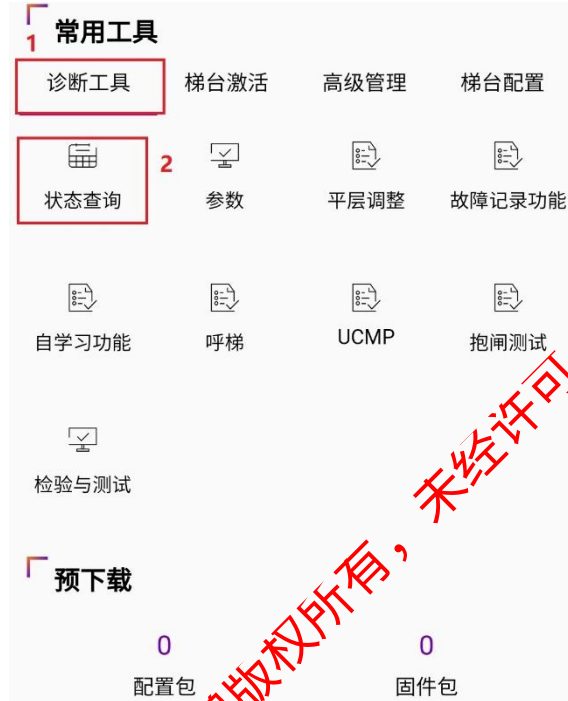 常用工具
1
诊断工具 梯台激活 高级管理 梯台配置
2
状态查询 参数 平层调整 故障记录功能
自学习功能 呼梯 UCMP 抱闸测试
检验与测试
预下载
0 0
配置包 固件包
版权所有，未经许可